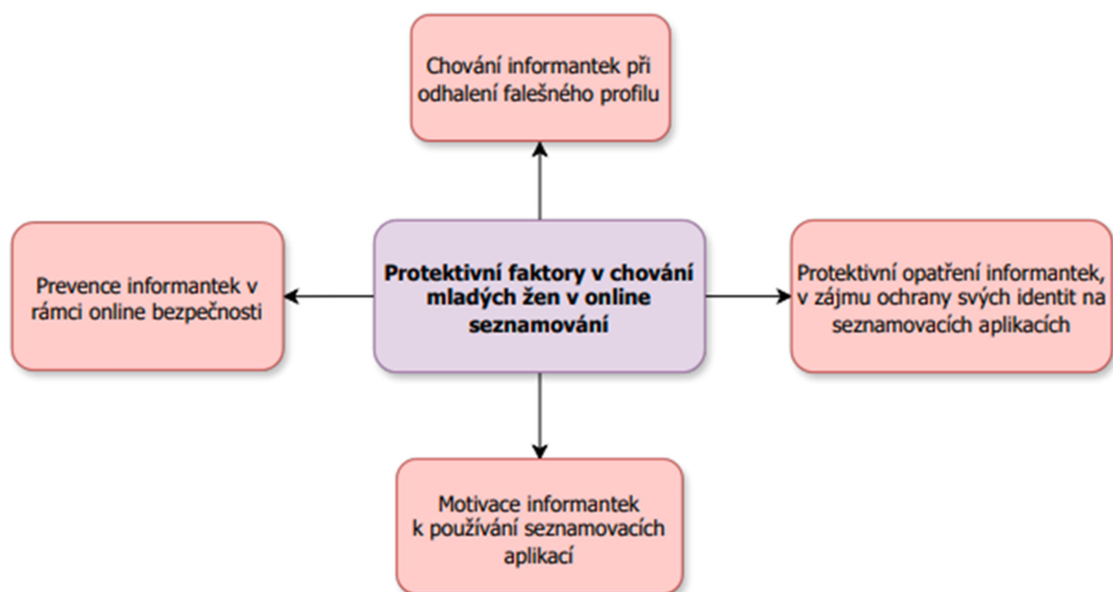 Chování informantek při
odhalení falešného profilu
Prevence informantek v
rámci online bezpečnosti
Protektivní faktory v chování
mladých žen v online
seznamování
Protektivní opatření informantek,
v zájmu ochrany svých identit na
seznamovacích aplikacích
Motivace informantek
k používání seznamovacích
aplikací